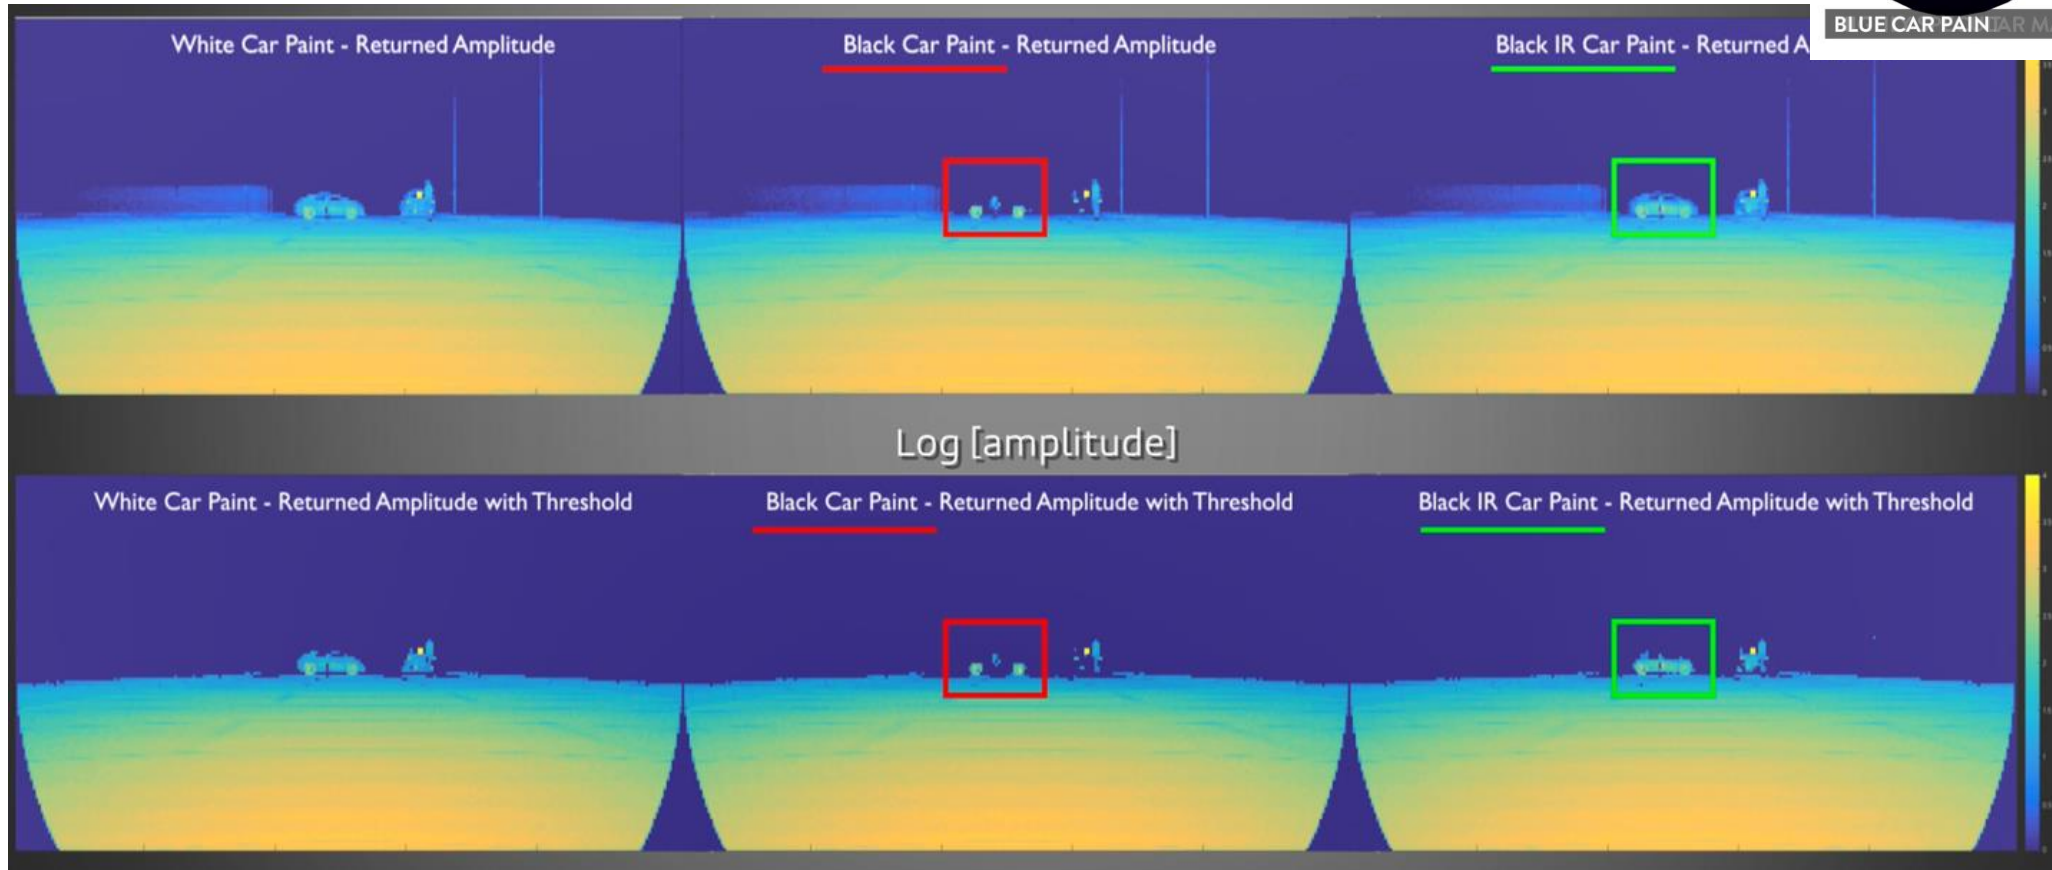 BLUE CAR PAIN
White Car Paint - Returned Amplitude
Black Car Paint - Returned Amplitude
Black IR Car Paint - Returned A
Log [amplitude]
White Car Paint - Returned Amplitude with Threshold
Black Car Paint - Returned Amplitude with Threshold
Black IR Car Paint - Returned Amplitude with Threshold